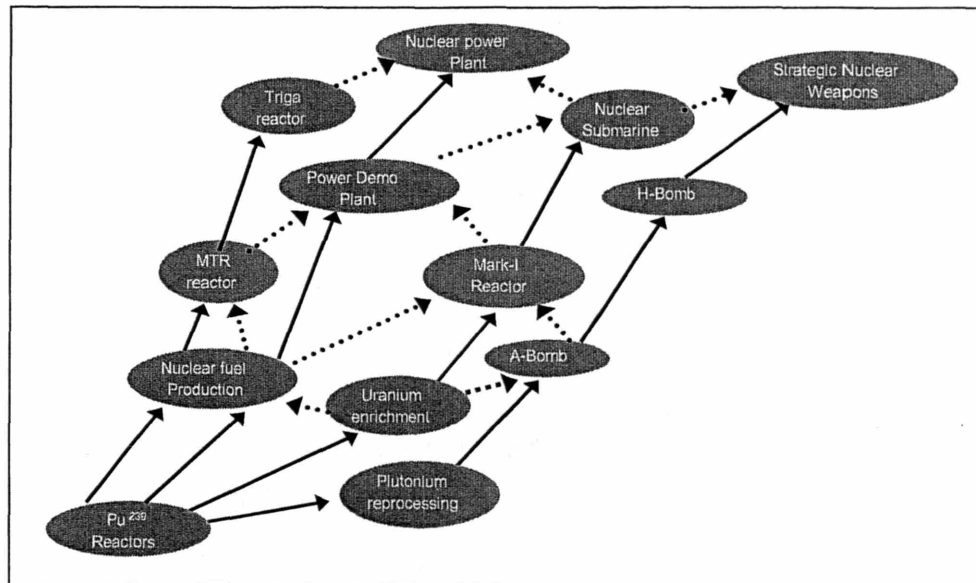 Nuclear power
Plant
Strategic Nuclear
Weapons
Triga
reactor
Nuclear
Submarine
Power Demo
Plant
H-Bomb
MTR
reactor
Mark-I
Reactor
A-Bomb
Nuclear fuel
Production
Uranium
enrichment
Plutonium
reprocessing
Pu 239
Reactors